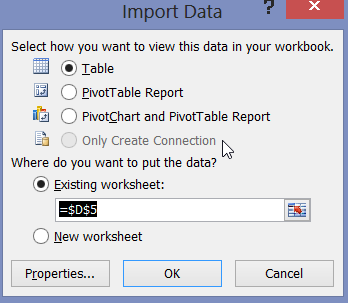 Import Data ?
Select how you want to view this data in your workbook.
Table
PivotTable Report
PivotChart and PivotTable Report
Only Create Connection
Where do you want to put the data?
Existing worksheet:
=$D$5
New worksheet
Properties... OK Cancel